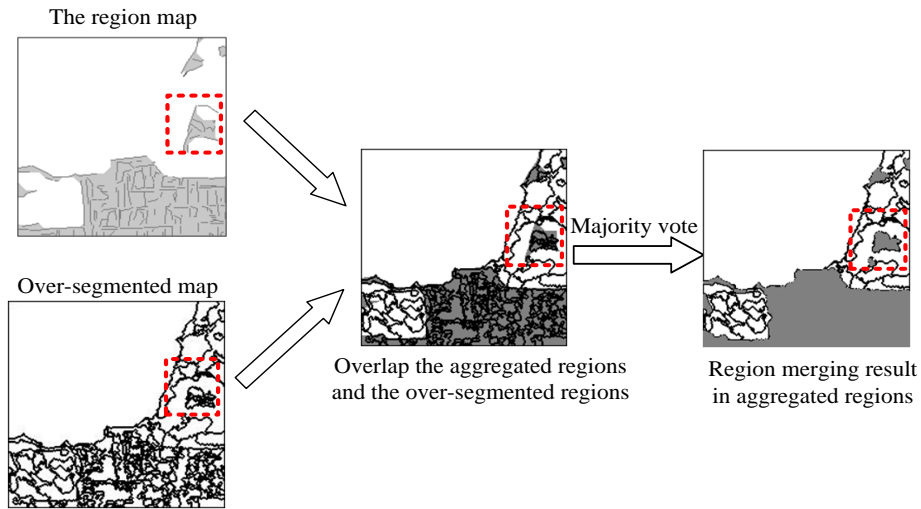 The region map
Over-segmented map
Overlap the aggregated regions
and the over-segmented regions
Majority vote
Region merging result
in aggregated regions